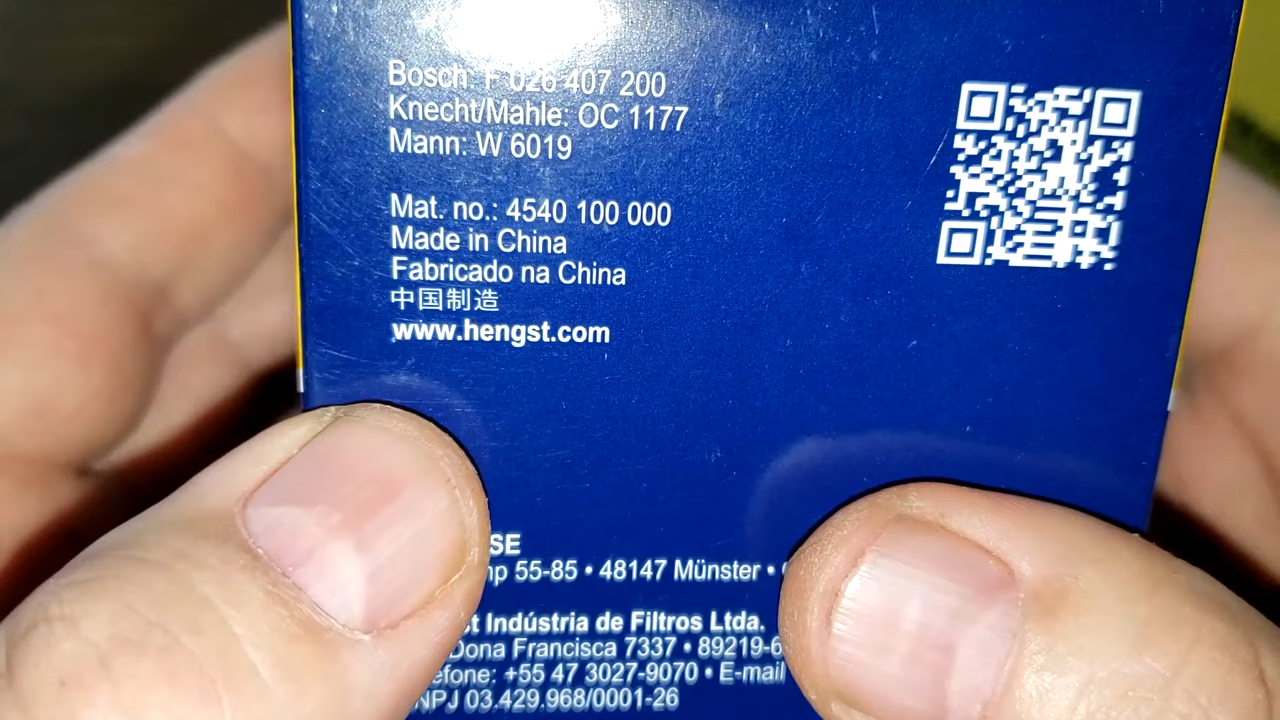 Bosch: F 026 407 200
Knecht/Mahle: OC 1177
Mann: W 6019
Mat. no.: 4540 100 000
Made in China
Fabricado na China
中国制造
www.hengst.com
SE
55-85 • 48147 Münster •
Indústria de Filtros Ltda.
Dona Francisca 7337 • 89219-6
+55 47 3027-9070 • E-mail
03.429.968/0001-26